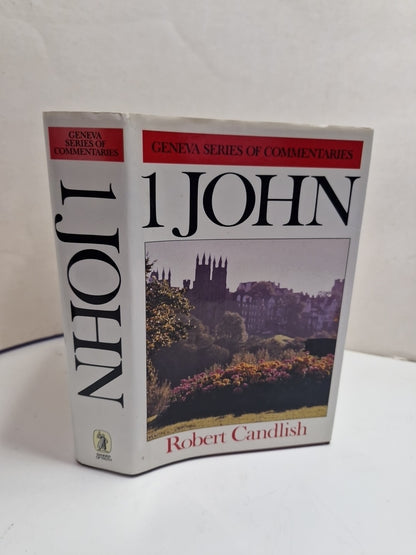 GENEVA
SERIES OF
COMMENTARIES
1 JOHN
GENEVA SERIES OF COMMENTARIES
1 JOHN
Robert Candlish